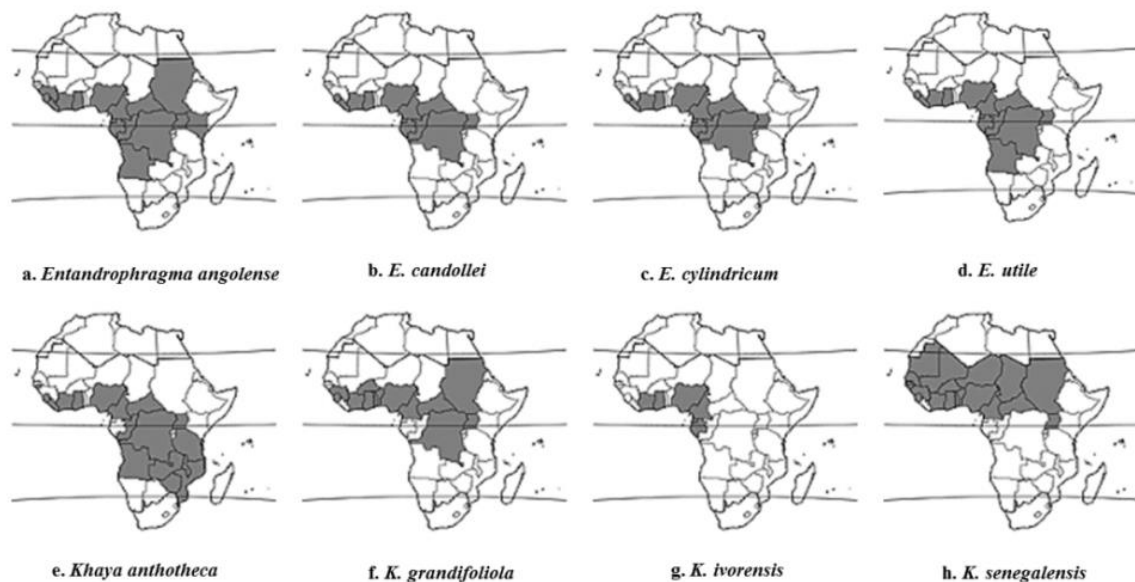 a. Entandrophragma angolense
b. E. candollei
c. E. cylindricum
d. E. utile
e. Khaya anthotheca
f. K. grandifoliola
g. K. ivorensis
h. K. senegalensis